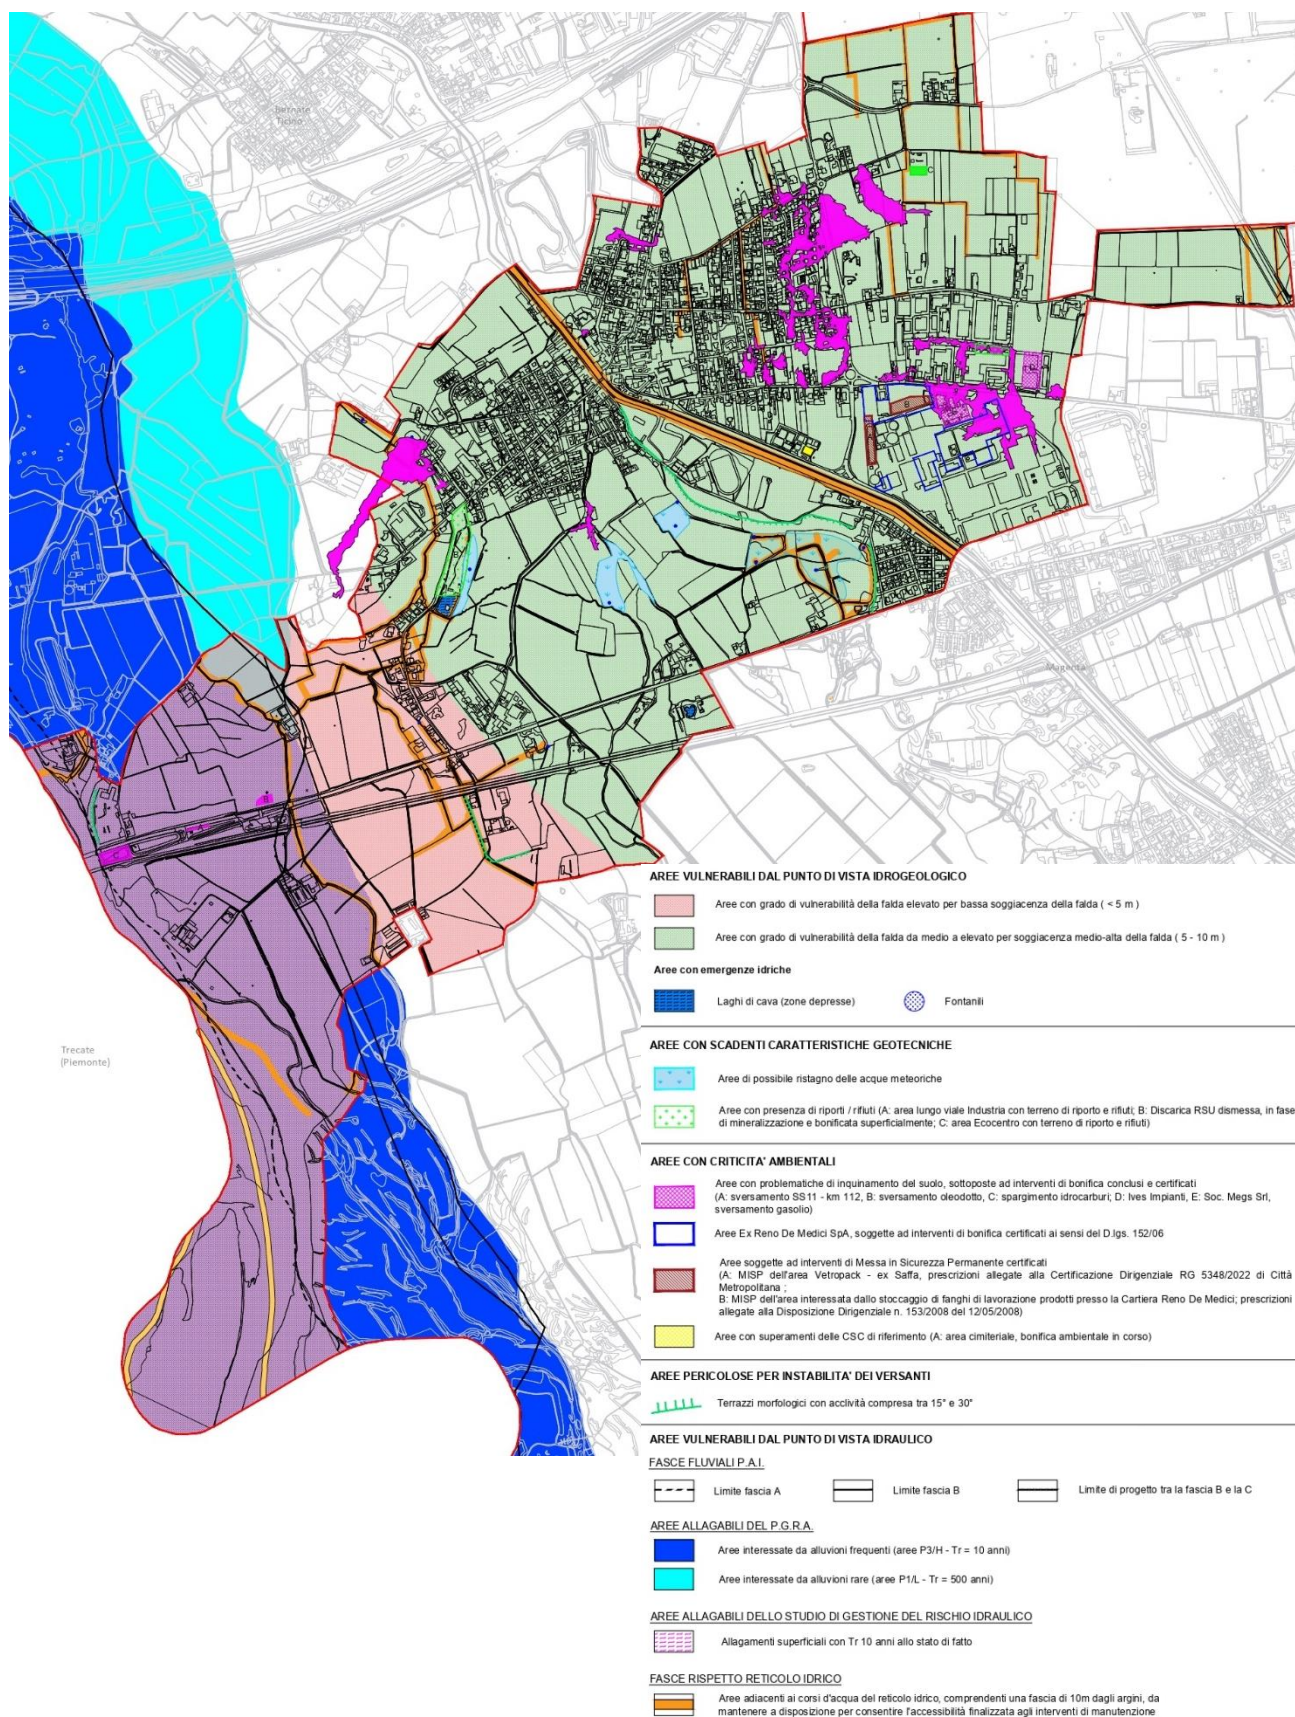 Bernate
Ticino
C
Magenta
Trecate
(Piemonte)
AREE VULNERABILI DAL PUNTO DI VISTA IDROGEOLOGICO
Aree con grado di vulnerabilità della falda elevato per bassa soggiacenza della falda ( < 5 m )
Aree con grado di vulnerabilità della falda da medio a elevato per soggiacenza medio-alta della falda ( 5 - 10 m )
Aree con emergenze idriche
Laghi di cava (zone depresse)
Fontanili
AREE CON SCADENTI CARATTERISTICHE GEOTECNICHE
Aree di possibile ristagno delle acque meteoriche
Aree con presenza di riporti / rifiuti (A: area lungo viale Industria con terreno di riporto e rifiuti; B: Discarica RSU dismessa, in fase
di mineralizzazione e bonificata superficialmente; C: area Ecocentro con terreno di riporto e rifiuti)
AREE CON CRITICITA' AMBIENTALI
Aree con problematiche di inquinamento del suolo, sottoposte ad interventi di bonifica conclusi e certificati
(A: sversamento SS11 - km 112, B: sversamento oleodotto, C: spargimento idrocarburi; D: Ives Impianti, E: Soc. Megs Srl,
sversamento gasolio)
Aree Ex Reno De Medici SpA, soggette ad interventi di bonifica certificati ai sensi del D.lgs. 152/06
Aree soggette ad interventi di Messa in Sicurezza Permanente certificati
(A: MISP dell'area Vetropack - ex Saffa, prescrizioni allegate alla Certificazione Dirigenziale RG 5348/2022 di Città
Metropolitana ;
B: MISP dell'area interessata dallo stoccaggio di fanghi di lavorazione prodotti presso la Cartiera Reno De Medici; prescrizioni
allegate alla Disposizione Dirigenziale n. 153/2008 del 12/05/2008)
Aree con superamenti delle CSC di riferimento (A: area cimiteriale, bonifica ambientale in corso)
AREE PERICOLOSE PER INSTABILITA' DEI VERSANTI
Terrazzi morfologici con acclività compresa tra 15° e 30°
AREE VULNERABILI DAL PUNTO DI VISTA IDRAULICO
FASCE FLUVIALI P.A.I.
Limite fascia A
Limite fascia B
Limite di progetto tra la fascia B e la C
AREE ALLAGABILI DEL P.G.R.A.
Aree interessate da alluvioni frequenti (aree P3/H - Tr = 10 anni)
Aree interessate da alluvioni rare (aree P1/L - Tr = 500 anni)
AREE ALLAGABILI DELLO STUDIO DI GESTIONE DEL RISCHIO IDRAULICO
Allagamenti superficiali con Tr 10 anni allo stato di fatto
FASCE RISPETTO RETICOLO IDRICO
Aree adiacenti ai corsi d'acqua del reticolo idrico, comprendenti una fascia di 10m dagli argini, da
mantenere a disposizione per consentire l'accessibilità finalizzata agli interventi di manutenzione